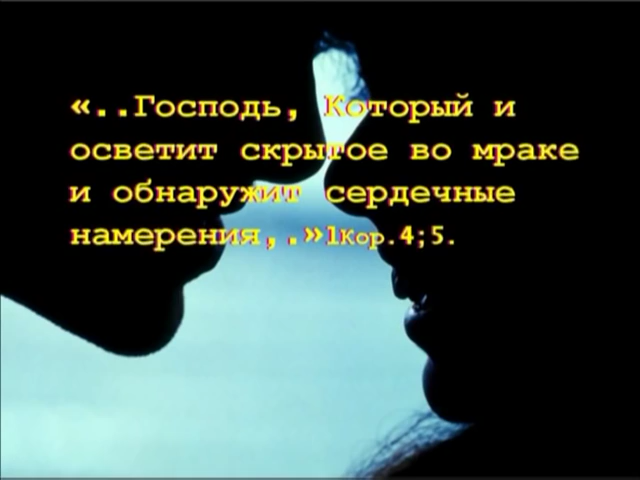 «..Господь, Который и
осветит скрытое во мраке
и обнаружит сердечные
намерения,.»1Кор.4;5.